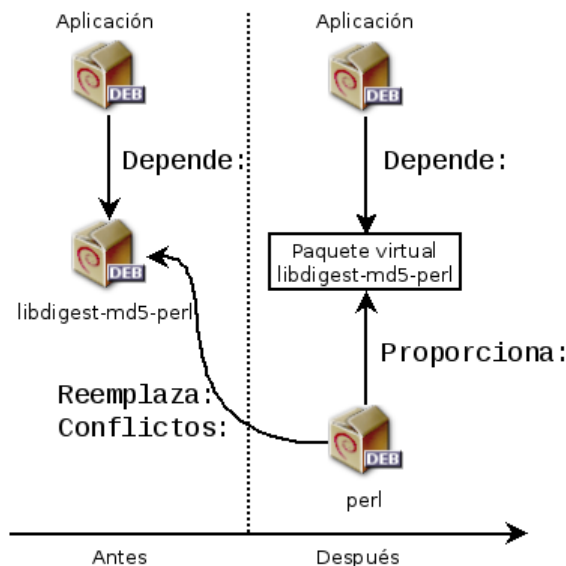 Aplicación
Aplicación
DEB
DEB
Depende:
Depende:
DEB
libdigest-md5-perl
Paquete virtual
libdigest-md5-perl
Proporciona:
Reemplaza:
Conflictos:
DEB
perl
Antes
Después